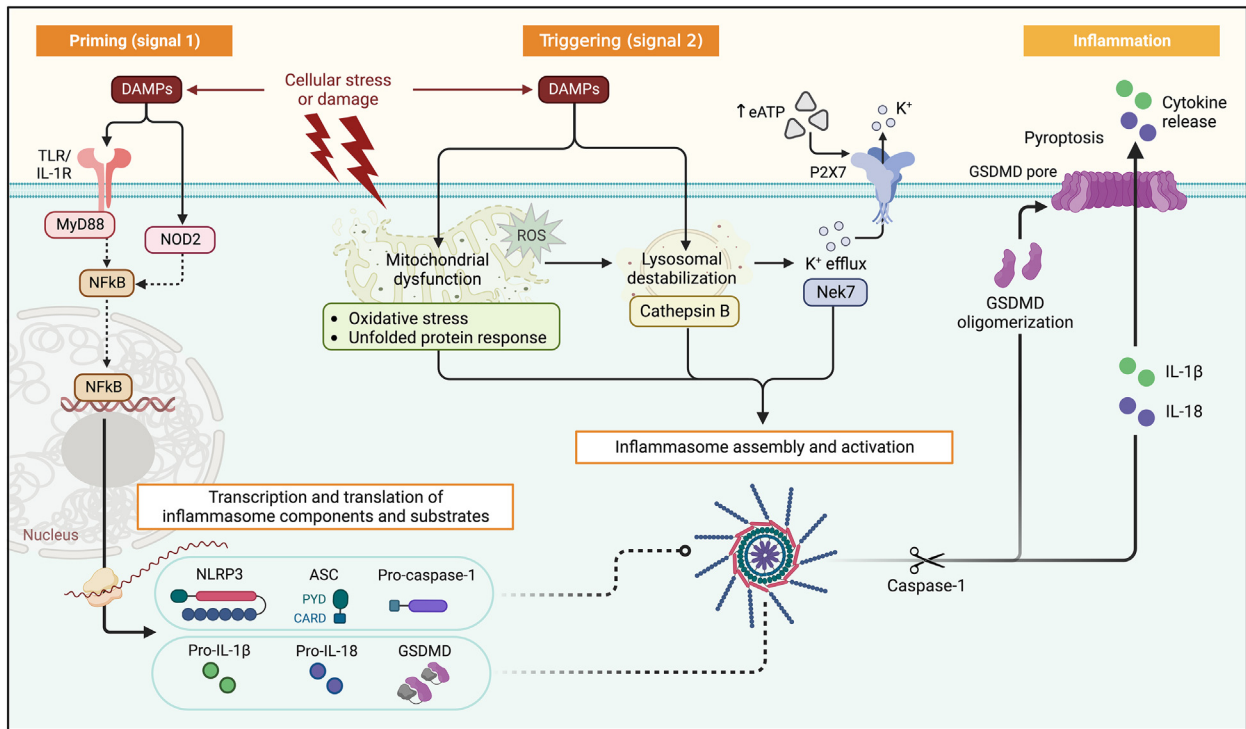 Priming (signal 1)
Triggering (signal 2)
Inflammation
DAMPs
Cellular stress
or damage
DAMPs
↑ eATP
K⁺
Cytokine
release
Pyroptosis
TLR/
IL-1R
P2X7
GSDMD pore
MyD88
NOD2
ROS
Mitochondrial
dysfunction
Lysosomal
destabilization
K⁺ efflux
NFkB
Nek7
Cathepsin B
GSDMD
oligomerization
• Oxidative stress
• Unfolded protein response
NFkB
IL-1β
IL-18
Inflammasome assembly and activation
Transcription and translation of
inflammasome components and substrates
Nucleus
NLRP3
ASC
Pro-caspase-1
PYD
CARD
Caspase-1
Pro-IL-1β
Pro-IL-18
GSDMD